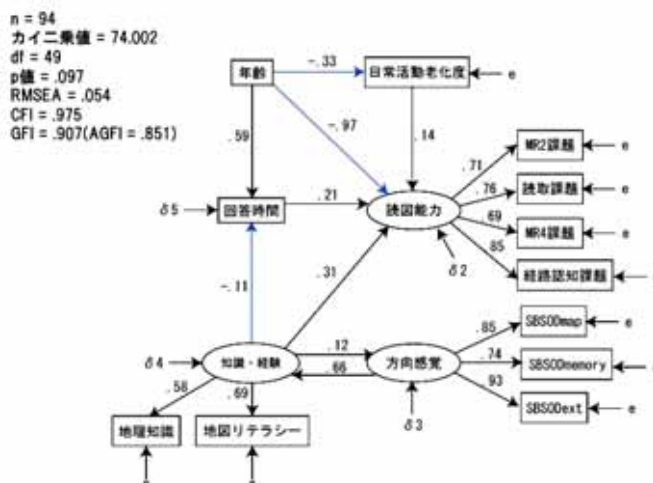 n = 94
カイ二乗値 = 74.002
df = 49
p値 = .097
RMSEA = .054
CFI = .975
GFI = .907(AGFI = .851)
年齢
-.33
日常活動老化度
e
-.97
.59
.14
MR2課題
e
.71
読取課題
e
.76
δ5
回答時間
.21
読図能力
.69
MR4課題
e
δ2
.85
経路認知課題
-.11
.31
SBSODmap
e
.85
δ4
知識・経験
.12
.66
方向感覚
.74
SBSODmemory
e
.93
SBSODext
e
δ3
.58
.69
地理知識
地図リテラシー